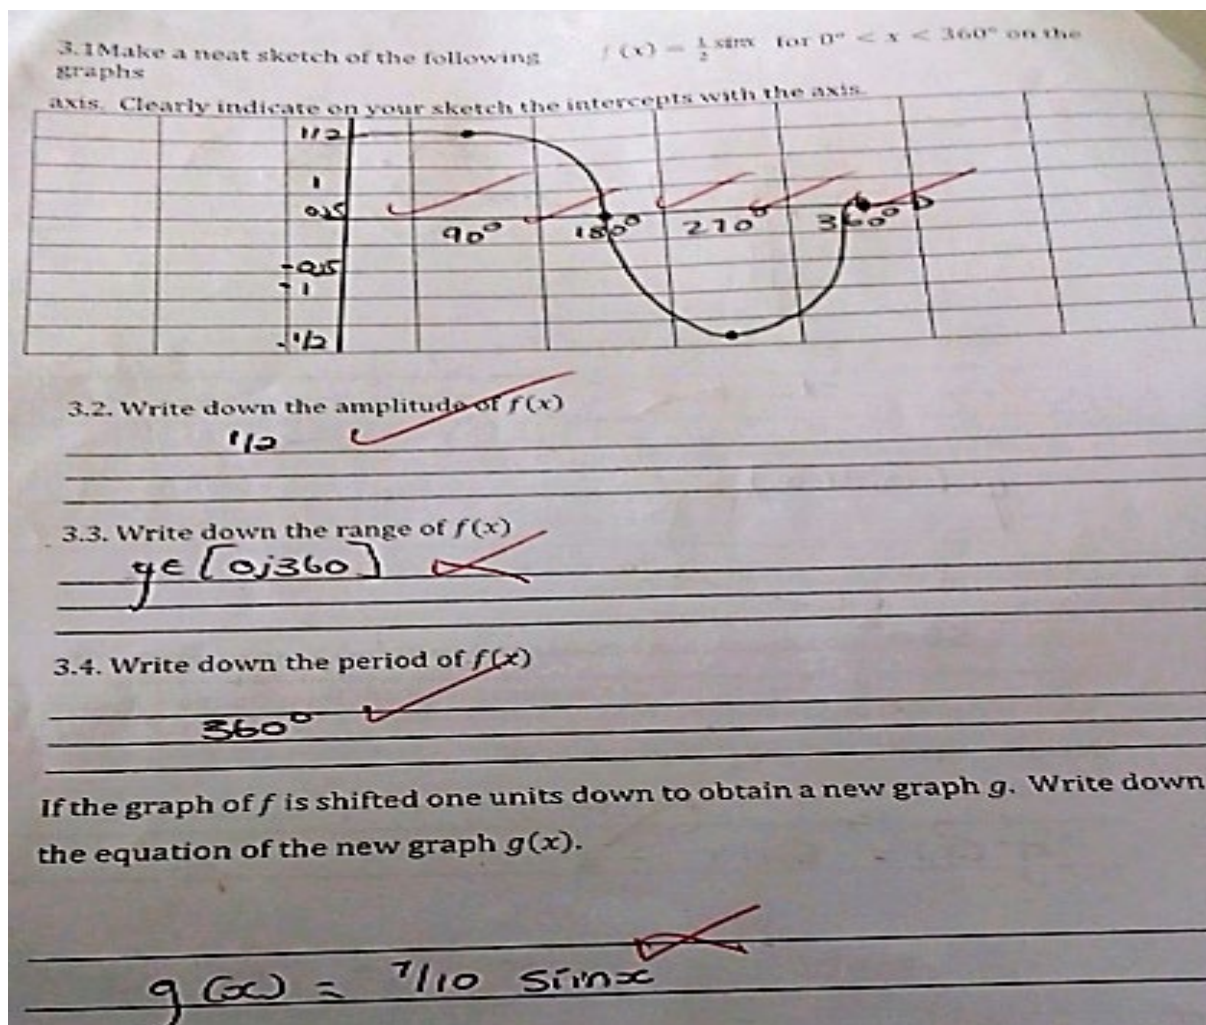 3.1Make a neat sketch of the following f(x) = 1/2 sinx for 0° < x < 360° on the
graphs
axis. Clearly indicate on your sketch the intercepts with the axis.
1/2
1
0,5
90° 180° 270° 360°
-0,5
-1
-1/2
3.2. Write down the amplitude of f(x)
1/2
3.3. Write down the range of f(x)
y∈[0;360]
3.4. Write down the period of f(x)
360°
If the graph of f is shifted one units down to obtain a new graph g. Write down
the equation of the new graph g(x).
g(x) = 7/10 sinx